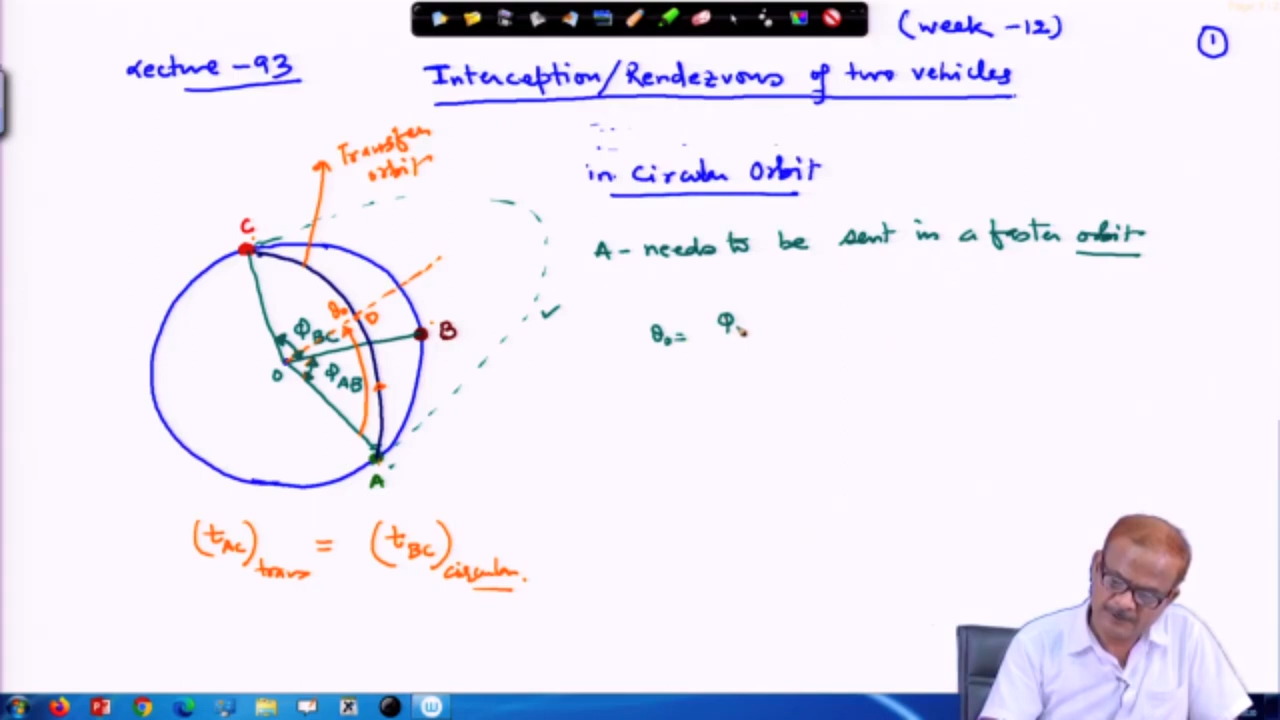 (week -12)
1
Lecture -93
Interception/Rendezvous of two vehicles
in circular orbit
Transfer
orbit
A - needs to be sent in a faster orbit
C
θ₀
D
B
ϕBC
ϕAB
O
A
θ₀ = ϕ
(tAC)trans = (tBC)circular.